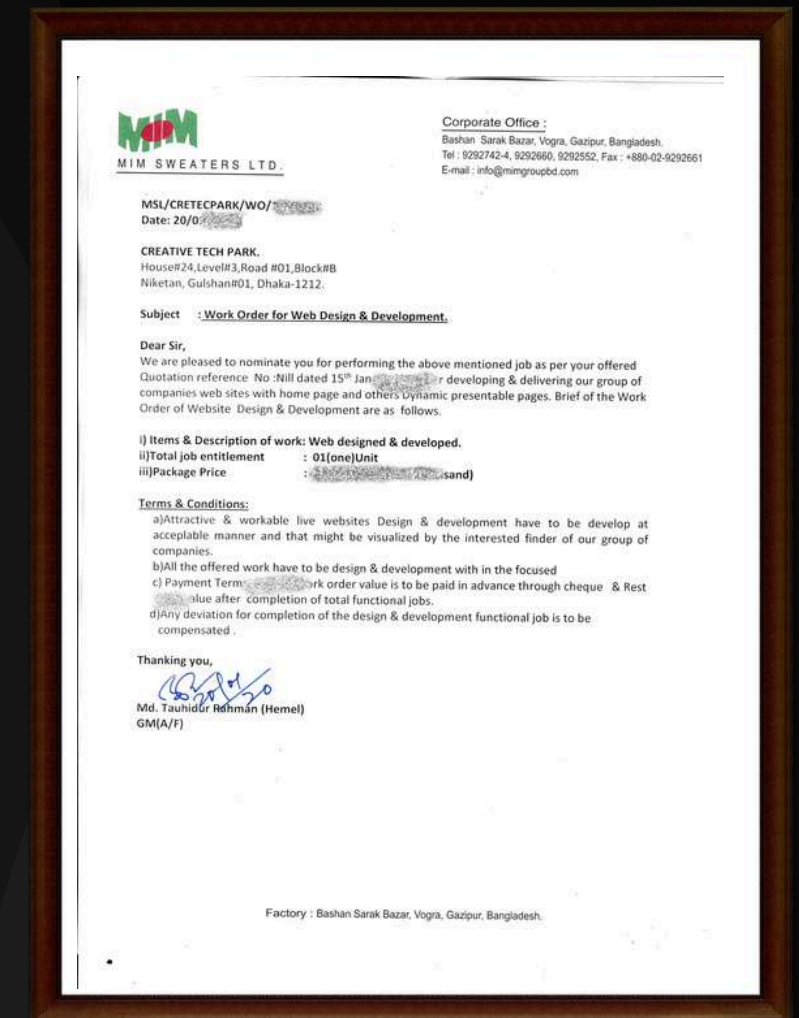 MIM
MIM SWEATERS LTD.
Corporate Office :
Bashan Sarak Bazar, Vogra, Gazipur, Bangladesh.
Tel : 9292742-4, 9292660, 9292552, Fax : +880-02-9292661
E-mail : info@mimgroupbd.com
MSL/CRETECPARK/WO/
Date: 20/0
CREATIVE TECH PARK.
House#24,Level#3,Road #01,Block#B
Niketan, Gulshan#01, Dhaka-1212.
Subject : Work Order for Web Design & Development.
Dear Sir,
We are pleased to nominate you for performing the above mentioned job as per your offered
Quotation reference No :Nill dated 15th Jan r developing & delivering our group of
companies web sites with home page and others Dynamic presentable pages. Brief of the Work
Order of Website Design & Development are as follows.
i) Items & Description of work: Web designed & developed.
ii)Total job entitlement : 01(one)Unit
iii)Package Price : sand)
Terms & Conditions:
a)Attractive & workable live websites Design & development have to be develop at
acceplable manner and that might be visualized by the interested finder of our group of
companies.
b)All the offered work have to be design & development with in the focused
c) Payment Term rk order value is to be paid in advance through cheque & Rest
alue after completion of total functional jobs.
d)Any deviation for completion of the design & development functional job is to be
compensated .
Thanking you,
Md. Tauhidur Rahman (Hemel)
GM(A/F)
Factory : Bashan Sarak Bazar, Vogra, Gazipur, Bangladesh.